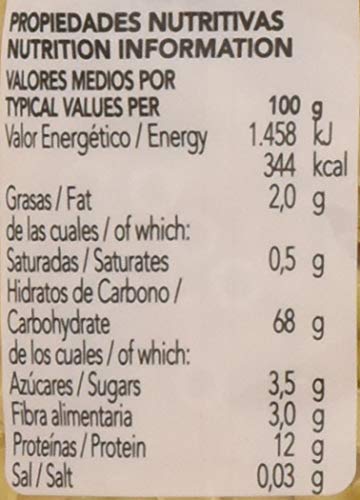 PROPIEDADES NUTRITIVAS
NUTRITION INFORMATION
VALORES MEDIOS POR
TYPICAL VALUES PER 100 g
Valor Energético / Energy 1.458 kJ
344 kcal
Grasas / Fat 2,0 g
de las cuales / of which:
Saturadas / Saturates 0,5 g
Hidratos de Carbono /
Carbohydrate 68 g
de los cuales / of which:
Azúcares / Sugars 3,5 g
Fibra alimentaria 3,0 g
Proteínas / Protein 12 g
Sal / Salt 0,03 g